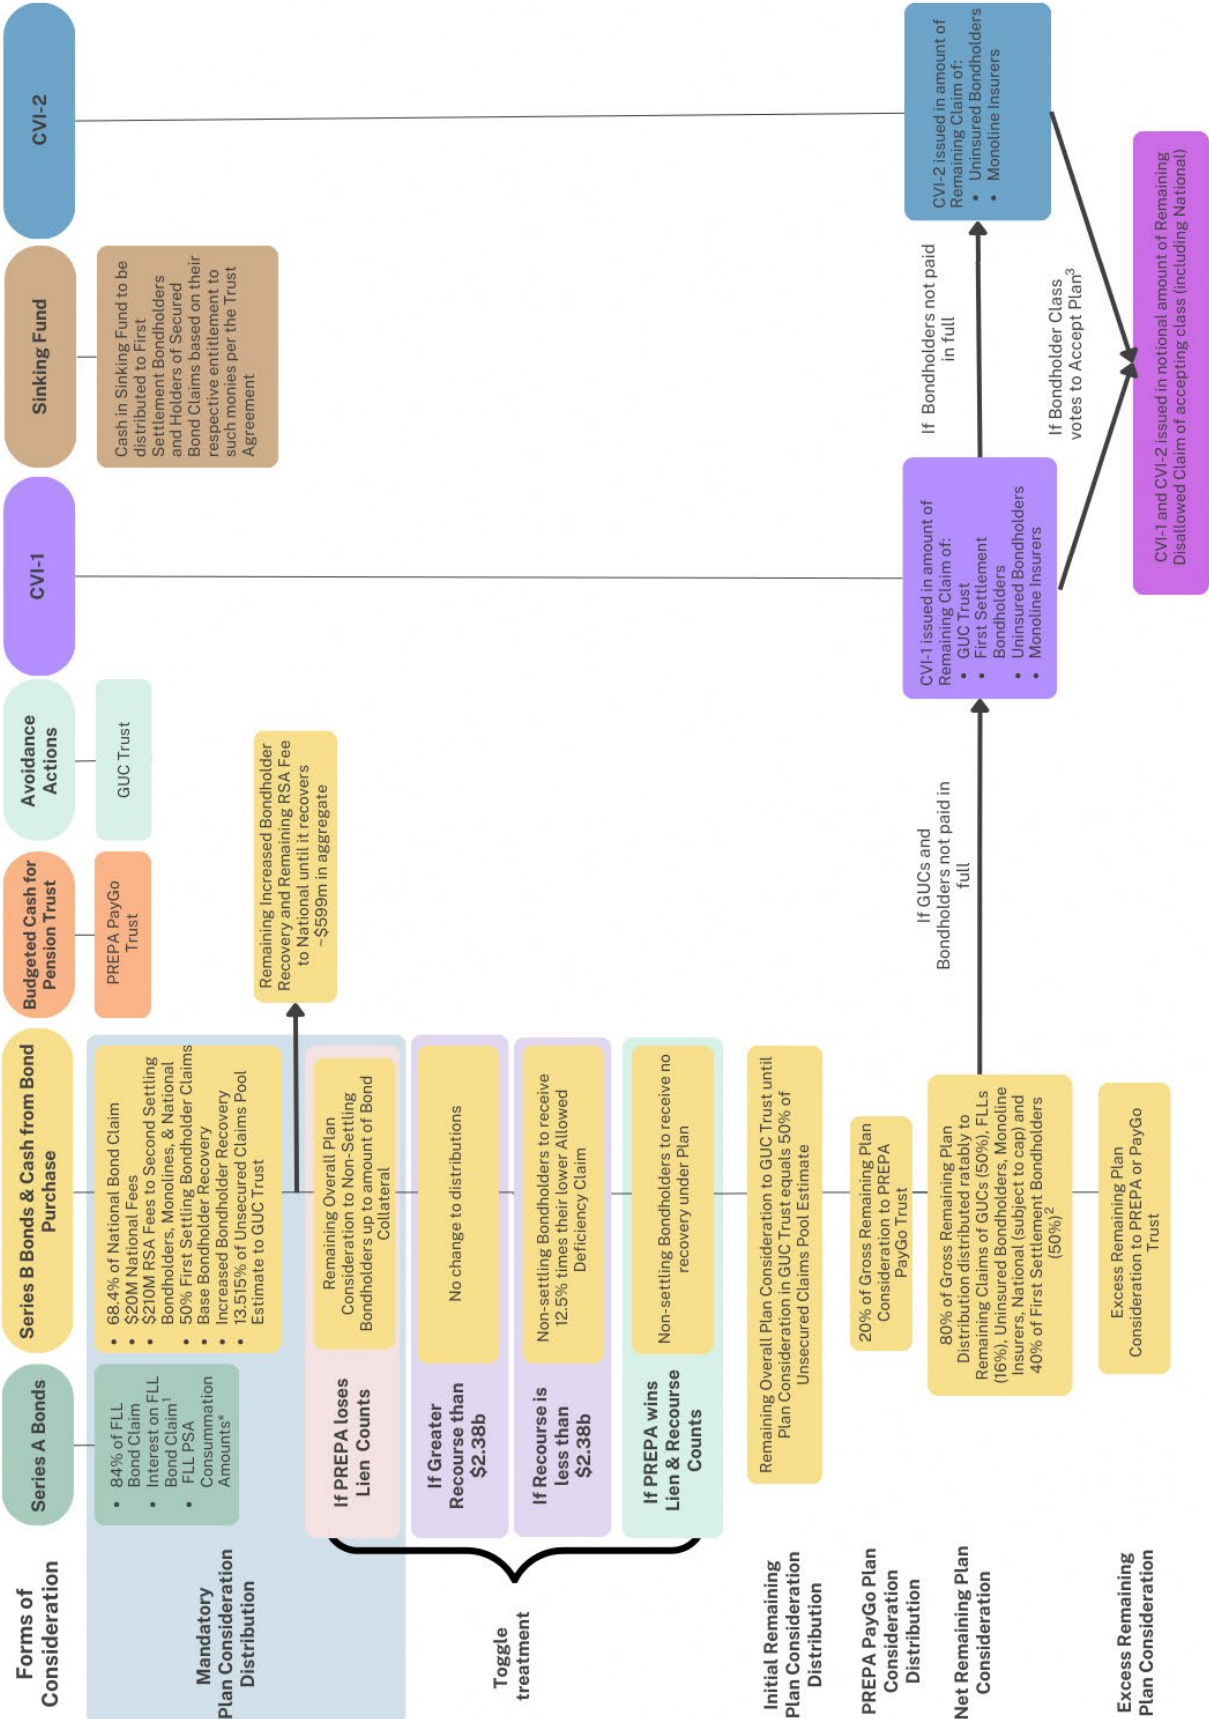 Forms of
Consideration
Series A Bonds
Series B Bonds & Cash from Bond
Purchase
Budgeted Cash for
Pension Trust
Avoidance
Actions
CVI-1
Sinking Fund
CVI-2
Mandatory
Plan Consideration
Distribution
• 84% of FLL
Bond Claim
• Interest on FLL
Bond Claim¹
• FLL PSA
Consummation
Amounts*
• 68.4% of National Bond Claim
• $20M National Fees
• $210M RSA Fees to Second Settling
Bondholders, Monolines, & National
• 50% First Settling Bondholder Claims
• Base Bondholder Recovery
• Increased Bondholder Recovery
• 13.515% of Unsecured Claims Pool
Estimate to GUC Trust
PREPA PayGo
Trust
GUC Trust
Cash in Sinking Fund to be
distributed to First
Settlement Bondholders
and Holders of Secured
Bond Claims based on their
respective entitlement to
such monies per the Trust
Agreement
Remaining Increased Bondholder
Recovery and Remaining RSA Fee
to National until it recovers
~$599m in aggregate
Toggle
treatment
If PREPA loses
Lien Counts
Remaining Overall Plan
Consideration to Non-Settling
Bondholders up to amount of Bond
Collateral
If Greater
Recourse than
$2.38b
No change to distributions
If Recourse is
less than
$2.38b
Non-settling Bondholders to receive
12.5% times their lower Allowed
Deficiency Claim
If PREPA wins
Lien & Recourse
Counts
Non-settling Bondholders to receive no
recovery under Plan
Initial Remaining
Plan Consideration
Distribution
Remaining Overall Plan Consideration to GUC Trust until
Plan Consideration in GUC Trust equals 50% of
Unsecured Claims Pool Estimate
PREPA PayGo Plan
Consideration
Distribution
20% of Gross Remaining Plan
Consideration to PREPA
PayGo Trust
Net Remaining Plan
Consideration
80% of Gross Remaining Plan
Distribution distributed ratably to
Remaining Claims of GUCs (50%), FLLs
(16%), Uninsured Bondholders, Monoline
Insurers, National (subject to cap) and
40% of First Settlement Bondholders
(50%)²
If GUCs and
Bondholders not paid in
full
CVI-1 issued in amount of
Remaining Claim of:
• GUC Trust
• First Settlement
Bondholders
• Uninsured Bondholders
• Monoline Insurers
If Bondholders not paid
in full
CVI-2 issued in amount of
Remaining Claim of:
• Uninsured Bondholders
• Monoline Insurers
If Bondholder Class
votes to Accept Plan³
Excess Remaining
Plan Consideration
Excess Remaining Plan
Consideration to PREPA or PayGo
Trust
CVI-1 and CVI-2 issued in notional amount of Remaining
Disallowed Claim of accepting class (including National)